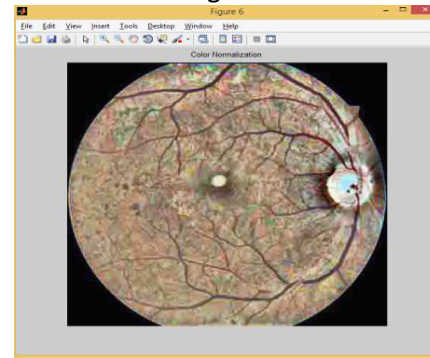 Figure 6
File Edit View Insert Tools Desktop Window Help
Color Normalization